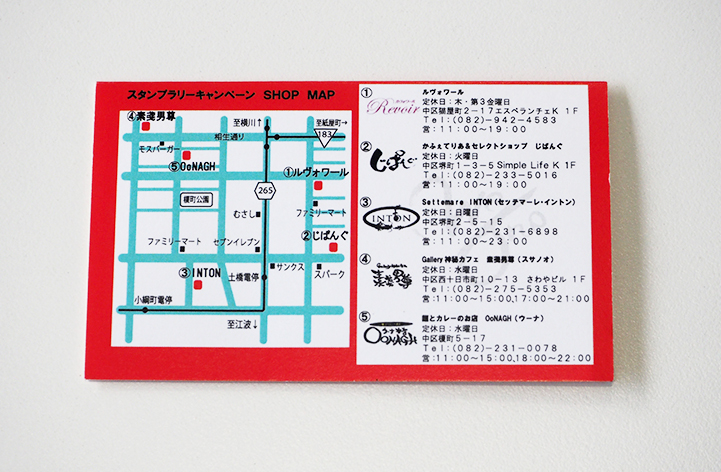 スタンプラリーキャンペーン SHOP MAP
④素戔男尊
至横川↑
至紙屋町→
相生通り
183
モスバーガー
⑤OoNAGH
①ルヴォワール
265
榎町公園
ファミリーマート
むさし
②じばんぐ
ファミリーマート
セブンイレブン
サンクス
スパーク
③INTON
土橋電停
小網町電停
至江波↓
①
Revoir
ルヴォワール
定休日:木・第3金曜日
中区猫屋町2-17エスペランチェK 1F
Tel:(082)-942-4583
営:11:00~19:00
②
じばんぐ
かふぇてりあ&セレクトショップ じばんぐ
定休日:火曜日
中区堺町1-3-5 Simple Life K 1F
Tel:(082)-233-5016
営:11:00~19:00
③
INTON
Settemare INTON(セッテマーレ・イントン)
定休日:日曜日
中区堺町2-5-15
Tel:(082)-231-6898
営:11:00~23:00
④
素戔男尊
Gallery 神秘カフェ 素戔男尊(スサノオ)
定休日:水曜日
中区西十日市町10-13 さわやビル 1F
Tel:(082)-275-5353
営:11:00~15:00,17:00~21:00
⑤
OoNAGH
麺とカレーのお店 OoNAGH(ウーナ)
定休日:水曜日
中区榎町5-17
Tel:(082)-231-0078
営:11:00~15:00,18:00~22:00